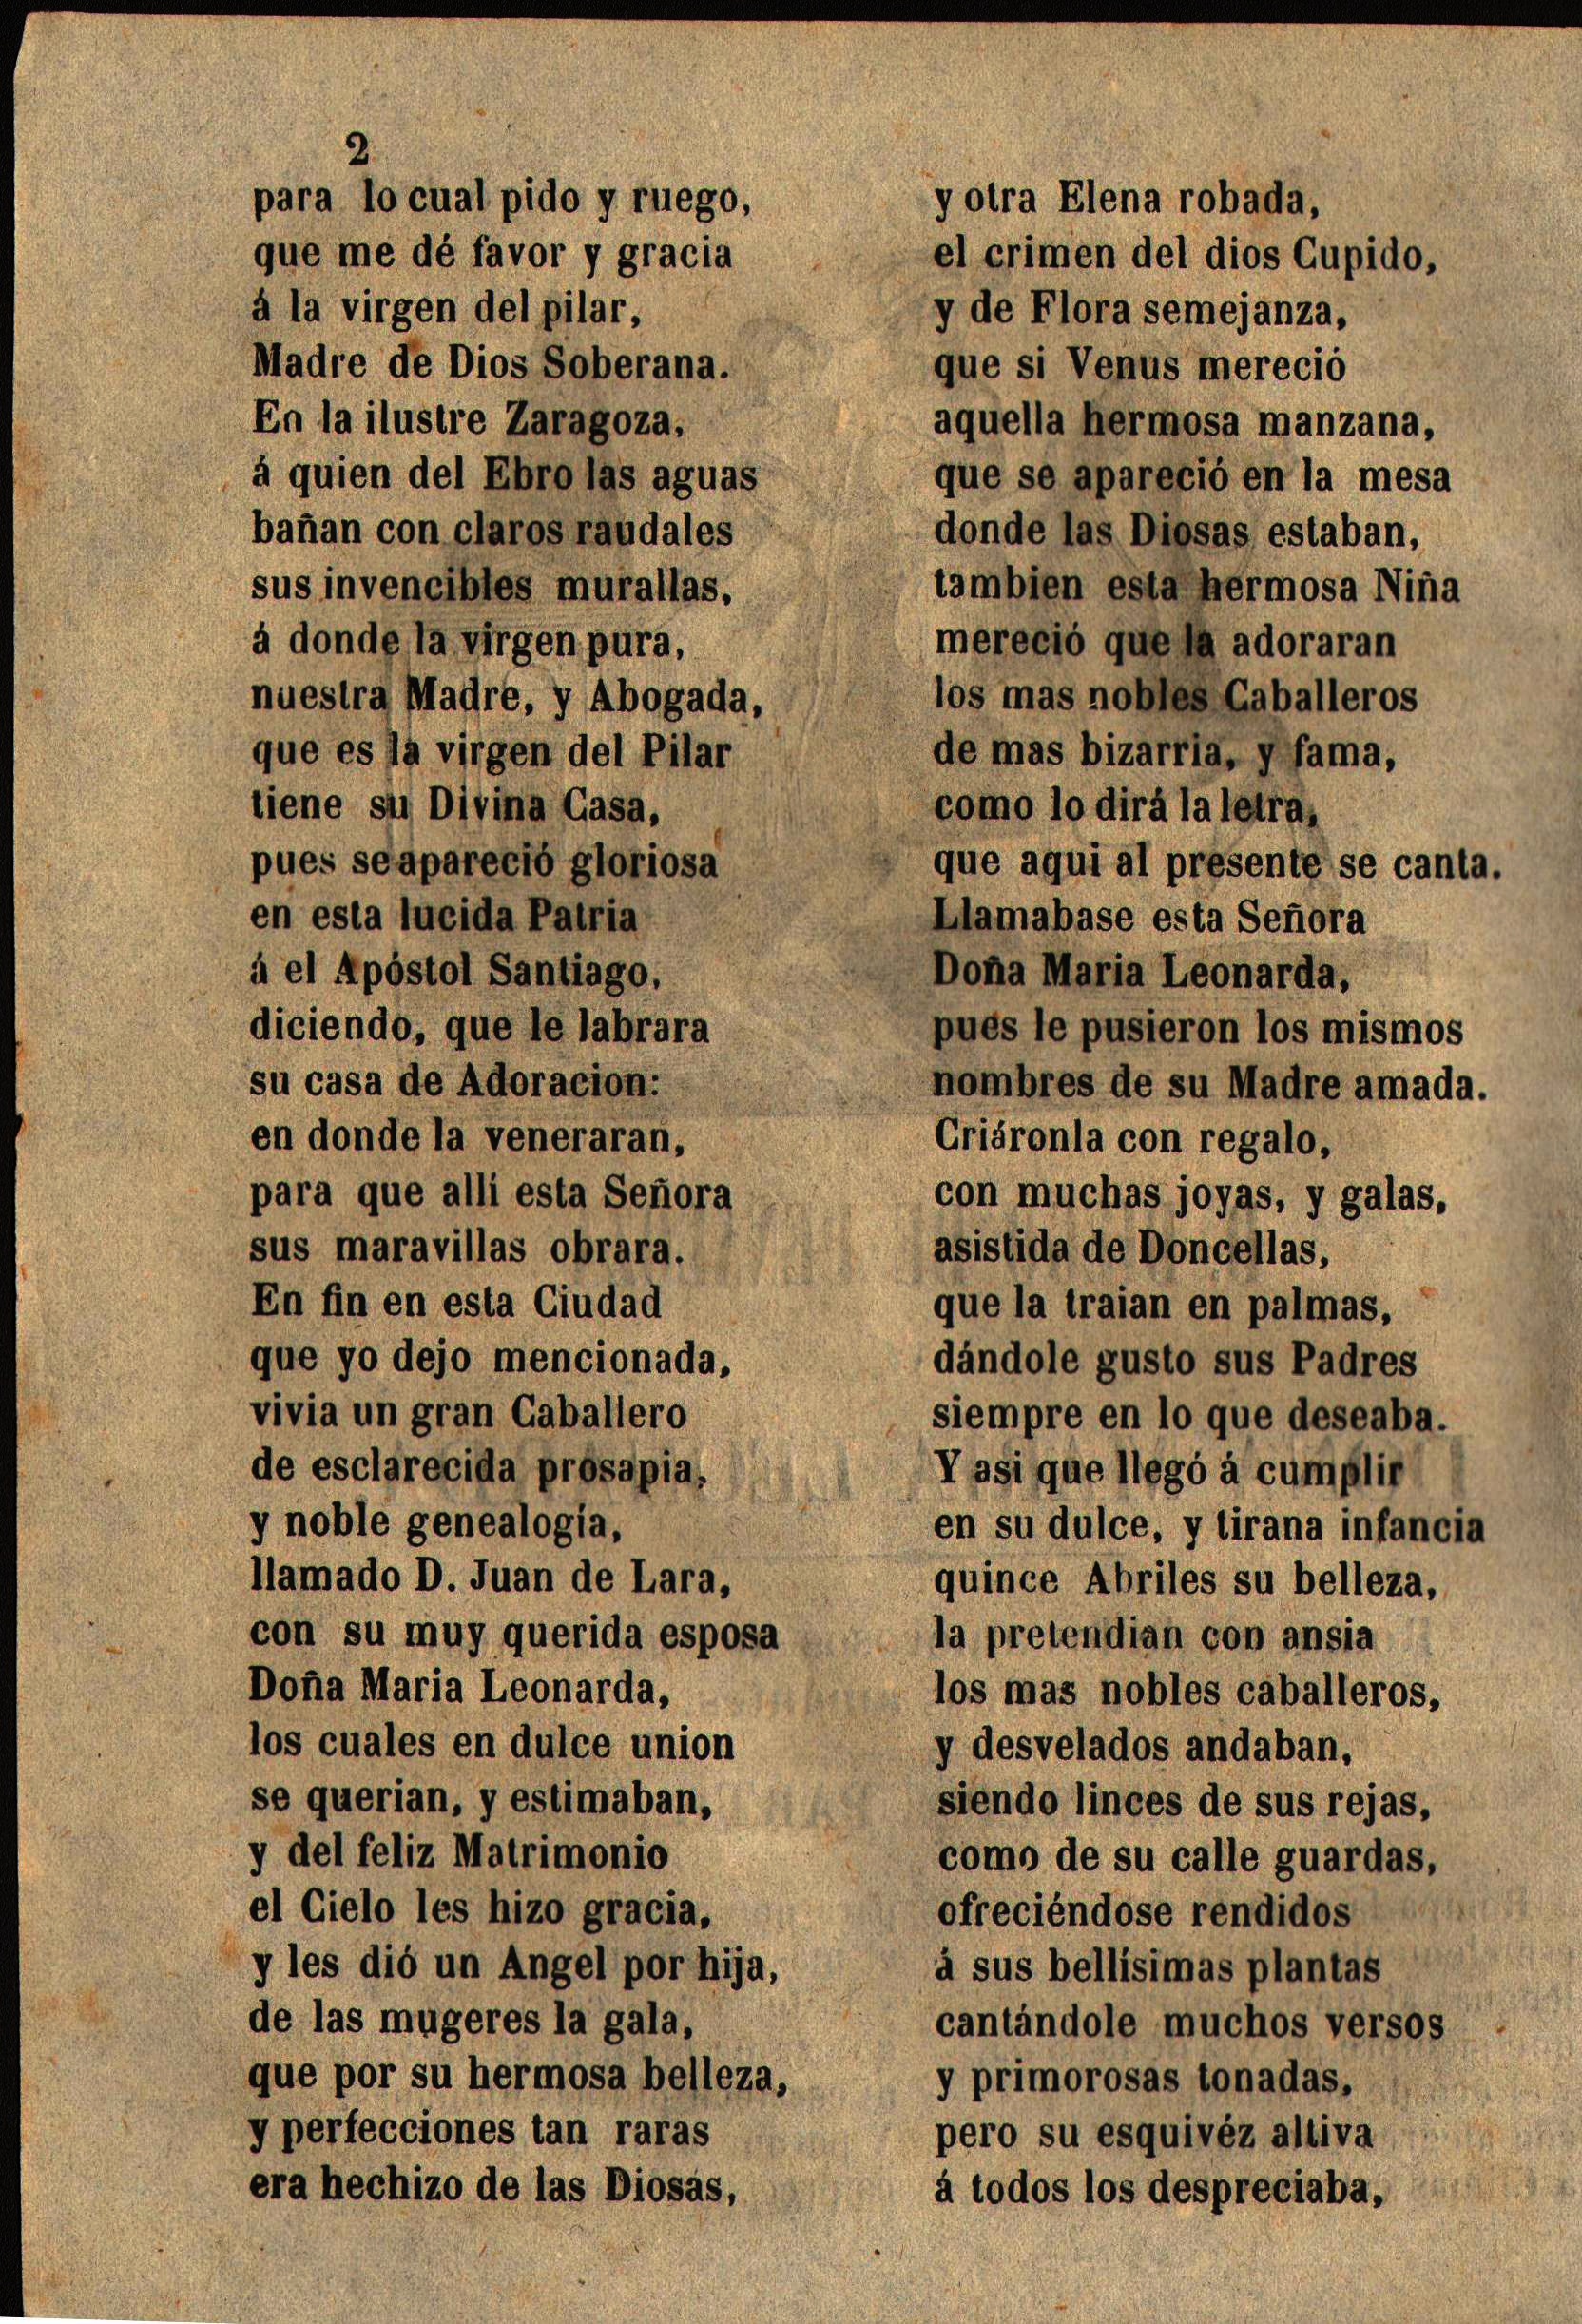 2
para lo cual pido y ruego,
que me dé favor y gracia
á la virgen del pilar,
Madre de Dios Soberana.
En la ilustre Zaragoza,
á quien del Ebro las aguas
bañan con claros raudales
sus invencibles murallas,
á donde la virgen pura,
nuestra Madre, y Abogada,
que es la virgen del Pilar
tiene su Divina Casa,
pues se apareció gloriosa
en esta lucida Patria
á el Apóstol Santiago,
diciendo, que le labrara
su casa de Adoracion:
en donde la veneraran,
para que alli esta Señora
sus maravillas obrara.
En fin en esta Ciudad
que yo dejo mencionada,
vivia un gran Caballero
de esclarecida prosapia,
y noble genealogía,
llamado D. Juan de Lara,
con su muy querida esposa
Doña Maria Leonarda,
los cuales en dulce union
se querian, y estimaban,
y del feliz Matrimonio
el Cielo les hizo gracia,
y les dió un Angel por hija,
de las mugeres la gala,
que por su hermosa belleza,
y perfecciones tan raras
era hechizo de las Diosas,
y otra Elena robada,
el crimen del dios Cupido,
y de Flora semejanza,
que si Venus mereció
aquella hermosa manzana,
que se apareció en la mesa
donde las Diosas estaban,
tambien esta hermosa Niña
mereció que la adoraran
los mas nobles Caballeros
de mas bizarria, y fama,
como lo dirá la letra,
que aqui al presente se canta.
Llamabase esta Señora
Doña Maria Leonarda,
pues le pusieron los mismos
nombres de su Madre amada.
Criáronla con regalo,
con muchas joyas, y galas,
asistida de Doncellas,
que la traian en palmas,
dándole gusto sus Padres
siempre en lo que deseaba.
Y asi que llegó á cumplir
en su dulce, y tirana infancia
quince Abriles su belleza,
la pretendian con ansia
los mas nobles caballeros,
y desvelados andaban,
siendo linces de sus rejas,
como de su calle guardas,
ofreciéndose rendidos
á sus bellísimas plantas
cantándole muchos versos
y primorosas tonadas,
pero su esquivéz altiva
á todos los despreciaba,